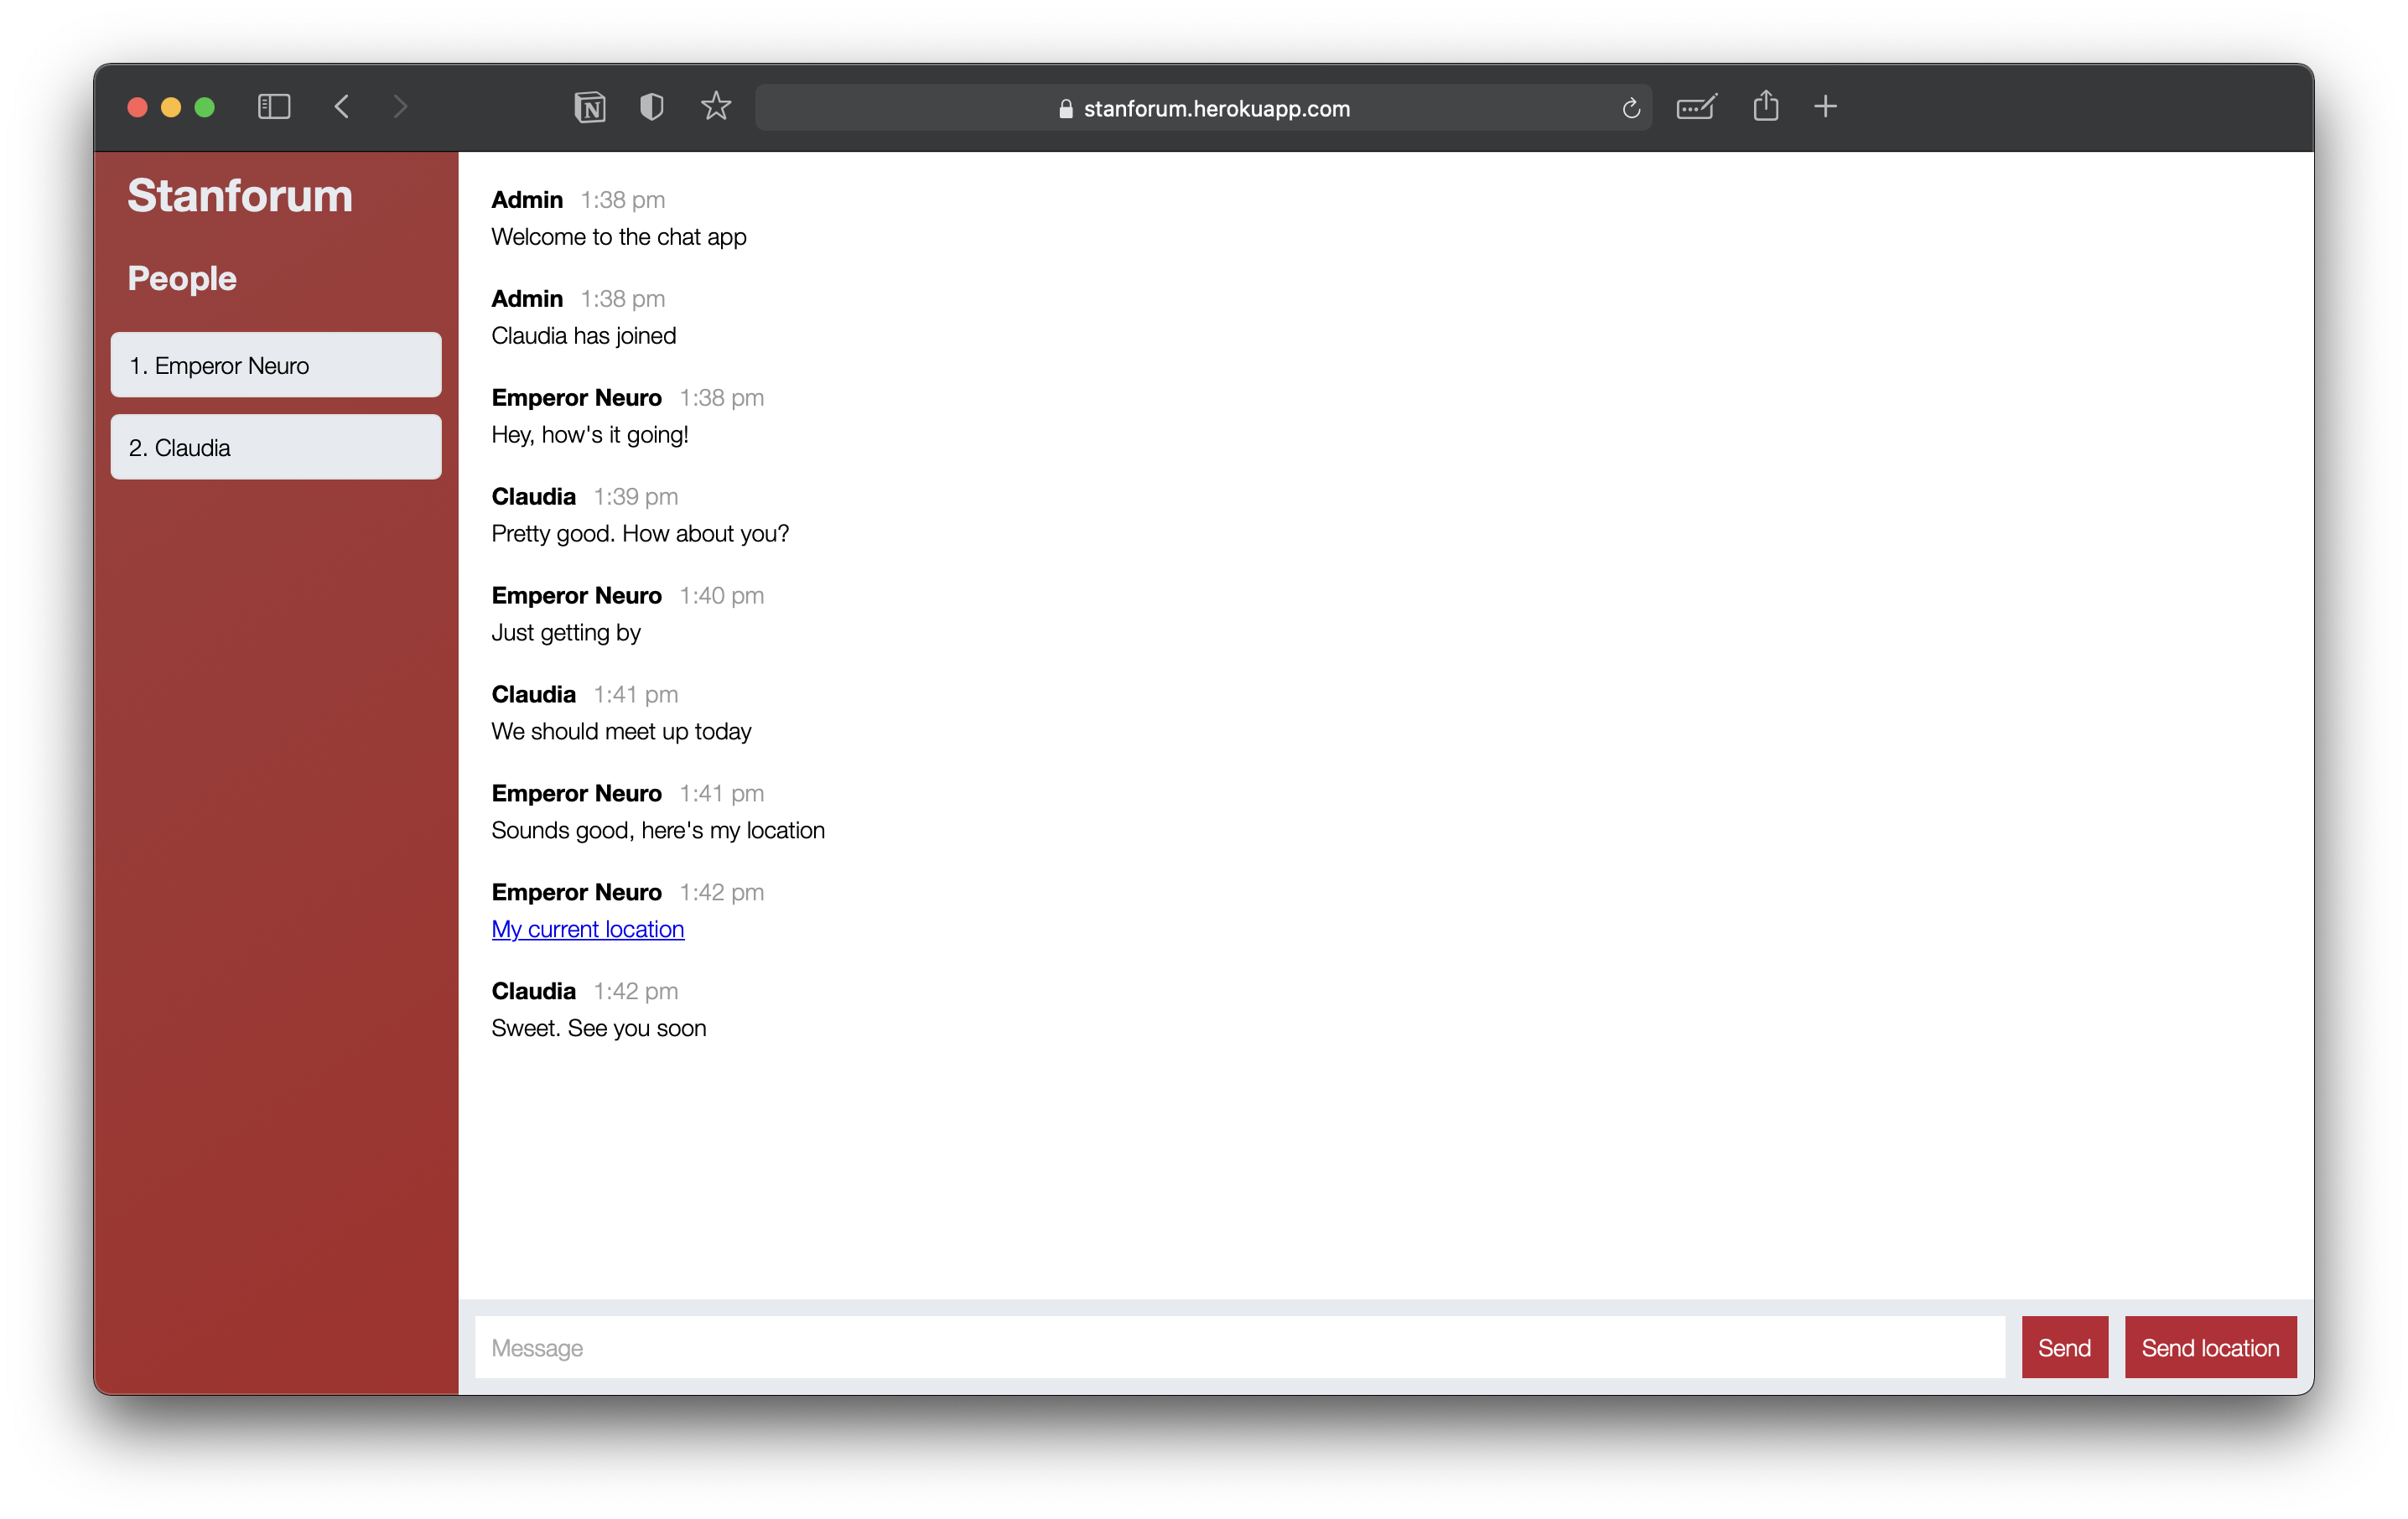 stanforum.herokuapp.com
Stanforum
People
1. Emperor Neuro
2. Claudia
Admin 1:38 pm
Welcome to the chat app
Admin 1:38 pm
Claudia has joined
Emperor Neuro 1:38 pm
Hey, how's it going!
Claudia 1:39 pm
Pretty good. How about you?
Emperor Neuro 1:40 pm
Just getting by
Claudia 1:41 pm
We should meet up today
Emperor Neuro 1:41 pm
Sounds good, here's my location
Emperor Neuro 1:42 pm
My current location
Claudia 1:42 pm
Sweet. See you soon
Message
Send
Send location